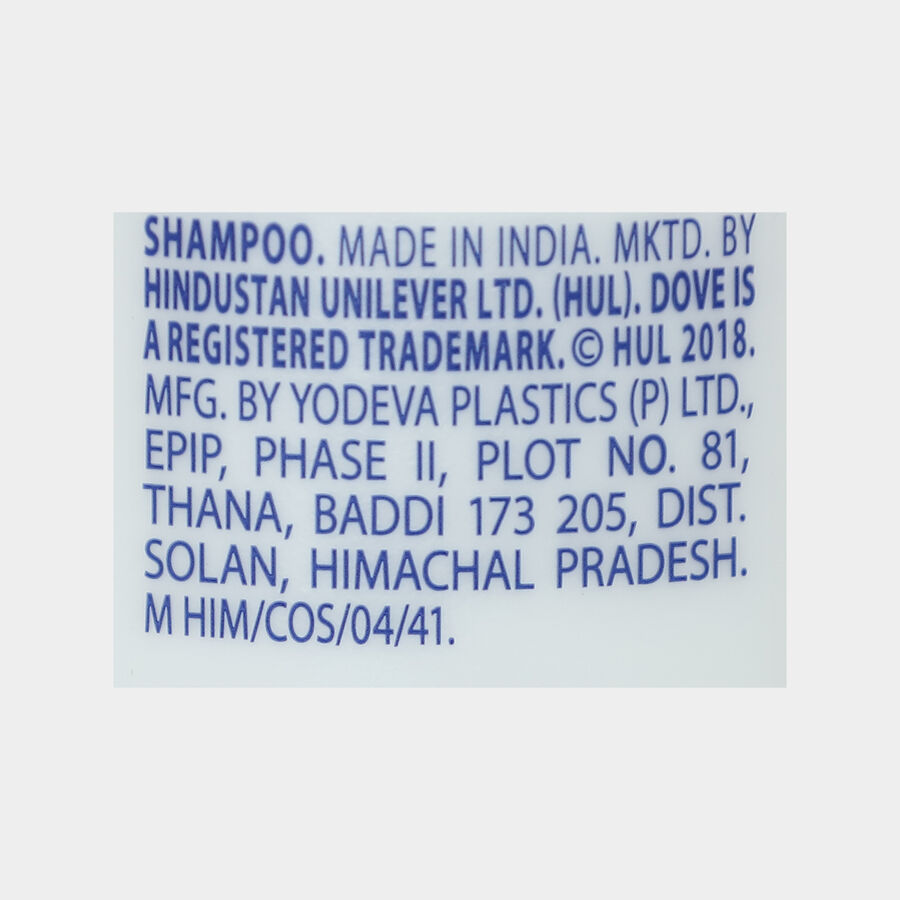 SHAMPOO. MADE IN INDIA. MKTD. BY
HINDUSTAN UNILEVER LTD. (HUL). DOVE IS
A REGISTERED TRADEMARK. © HUL 2018.
MFG. BY YODEVA PLASTICS (P) LTD.,
EPIP, PHASE II, PLOT NO. 81,
THANA, BADDI 173 205, DIST.
SOLAN, HIMACHAL PRADESH.
M HIM/COS/04/41.